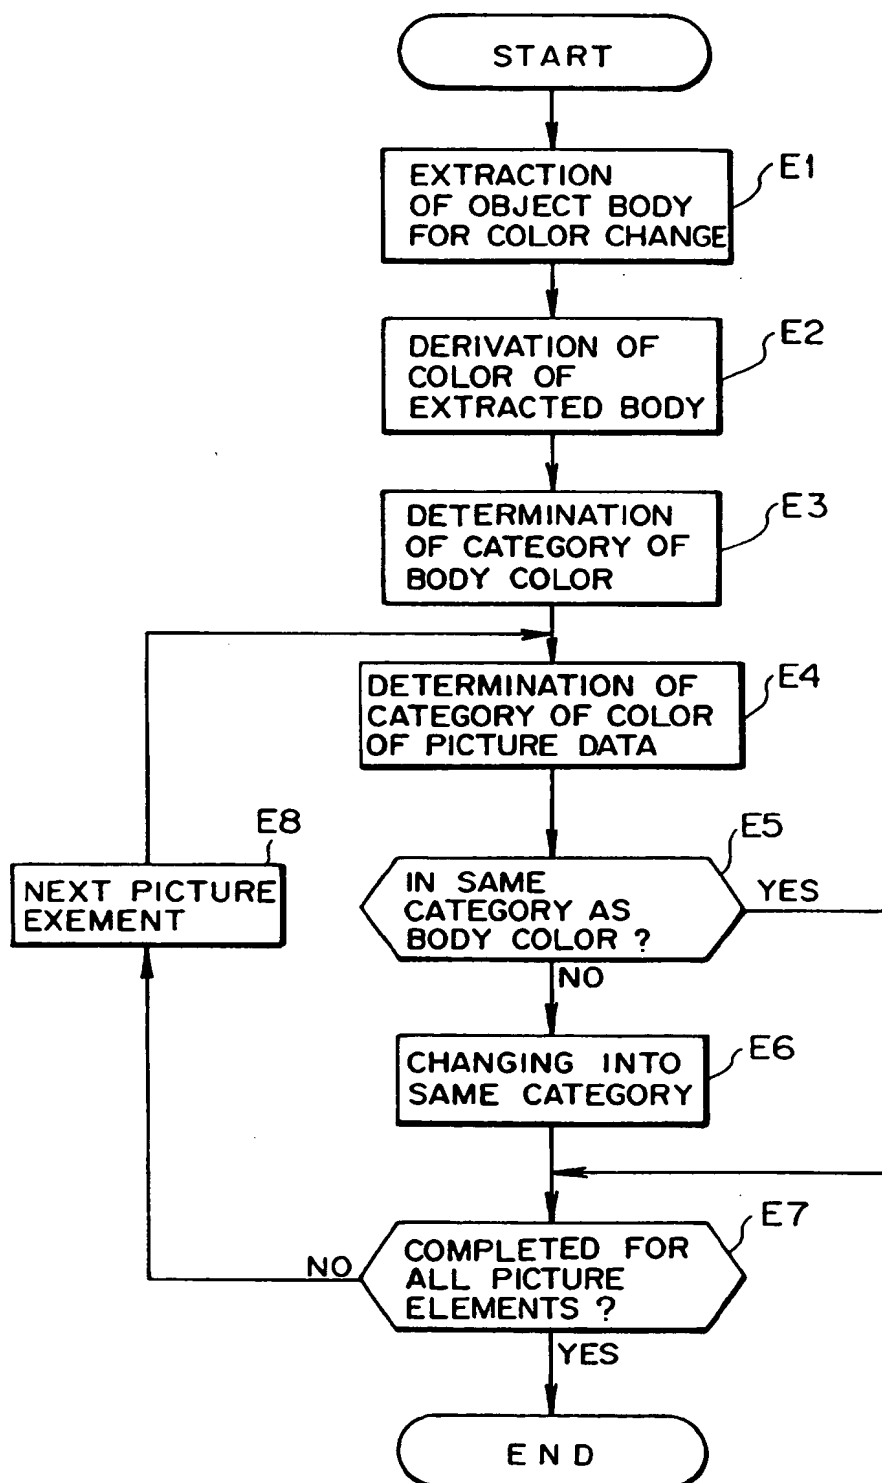 START
EXTRACTION
OF OBJECT BODY
FOR COLOR CHANGE
E1
DERIVATION OF
COLOR OF
EXTRACTED BODY
E2
DETERMINATION
OF CATEGORY OF
BODY COLOR
E3
DETERMINATION OF
CATEGORY OF COLOR
OF PICTURE DATA
E4
E8
NEXT PICTURE
EXEMENT
IN SAME
CATEGORY AS
BODY COLOR ?
E5
YES
NO
CHANGING INTO
SAME CATEGORY
E6
COMPLETED FOR
ALL PICTURE
ELEMENTS ?
E7
NO
YES
END